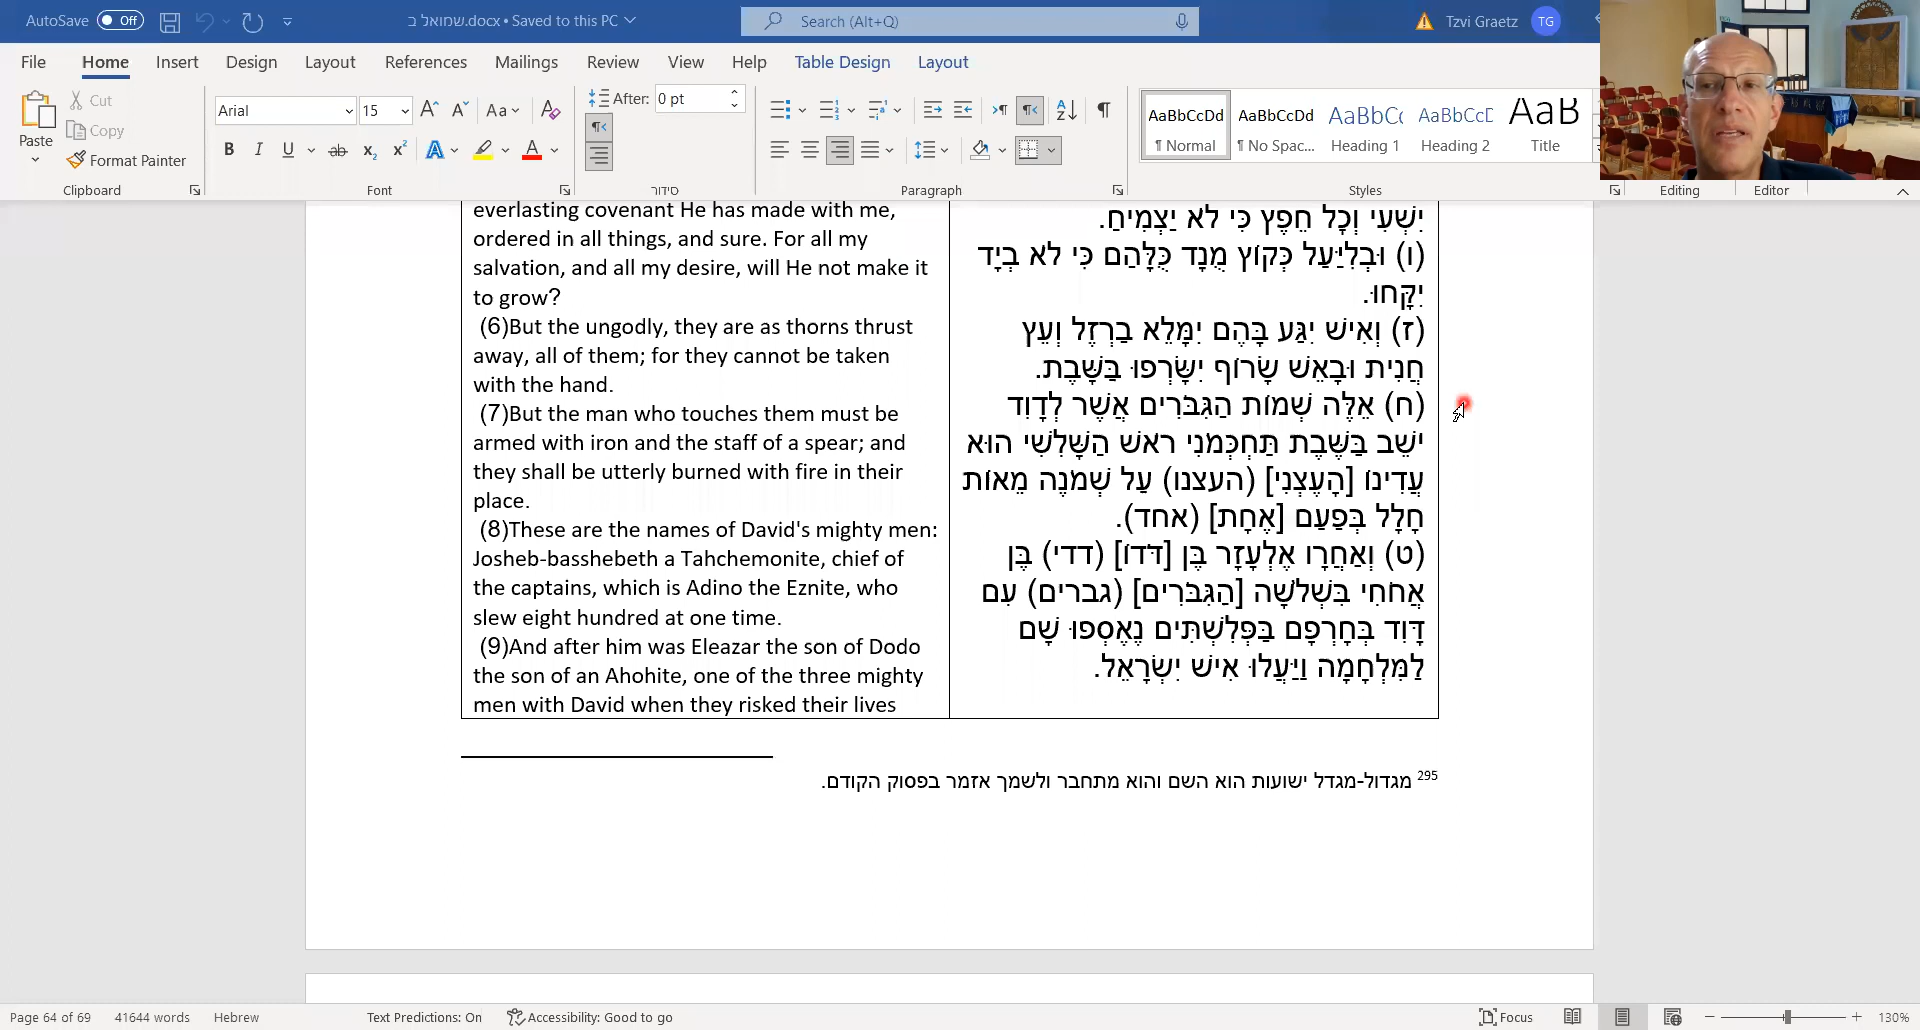 AutoSave Off
שמואל ב.docx • Saved to this PC
Search (Alt+Q)
Tzvi Graetz TG
File Home Insert Design Layout References Mailings Review View Help Table Design Layout
Paste
Cut
Copy
Format Painter
Clipboard
Arial 15
Font
After: 0 pt
סידור
Paragraph
AaBbCcDd AaBbCcDd AaBbCc AaBbCcD AaB
¶ Normal ¶ No Spac... Heading 1 Heading 2 Title
Styles
Editing
Editor
everlasting covenant He has made with me,
ordered in all things, and sure. For all my
salvation, and all my desire, will He not make it
to grow?
(6)But the ungodly, they are as thorns thrust
away, all of them; for they cannot be taken
with the hand.
(7)But the man who touches them must be
armed with iron and the staff of a spear; and
they shall be utterly burned with fire in their
place.
(8)These are the names of David's mighty men:
Josheb-basshebeth a Tahchemonite, chief of
the captains, which is Adino the Eznite, who
slew eight hundred at one time.
(9)And after him was Eleazar the son of Dodo
the son of an Ahohite, one of the three mighty
men with David when they risked their lives
יִשְׁעִי וְכָל חֵפֶץ כִּי לֹא יַצְמִיחַ.
(ו) וּבְלִיַּעַל כְּקוֹץ מֻנָד כֻּלָּהַם כִּי לֹא בְיָד
יִקָּחוּ.
(ז) וְאִישׁ יִגַּע בָּהֶם יִמָּלֵא בַרְזֶל וְעֵץ
חֲנִית וּבָאֵשׁ שָׂרוֹף יִשָּׂרְפוּ בַּשָּׁבֶת.
(ח) אֵלֶּה שְׁמוֹת הַגִּבֹּרִים אֲשֶׁר לְדָוִד
יֹשֵׁב בַּשֶּׁבֶת תַּחְכְּמֹנִי רֹאשׁ הַשָּׁלִשִׁי הוּא
עֲדִינוֹ [הָעֶצְנִי] (העצנו) עַל שְׁמֹנֶה מֵאוֹת
חָלָל בְּפַעַם [אֶחָת] (אחד).
(ט) וְאַחֲרָו אֶלְעָזָר בֶּן [דֹּדוֹ] (דדי) בֶּן
אֲחֹחִי בִּשְׁלֹשָׁה [הַגִּבֹּרִים] (גברים) עִם
דָּוִד בְּחָרְפָם בַּפְּלִשְׁתִּים נֶאֶסְפוּ שָׁם
לַמִּלְחָמָה וַיַּעֲלוּ אִישׁ יִשְׂרָאֵל.
295 מגדול-מגדל ישועות הוא השם והוא מתחבר ולשמך אזמר בפסוק הקודם.
Page 64 of 69 41644 words Hebrew Text Predictions: On Accessibility: Good to go Focus 130%